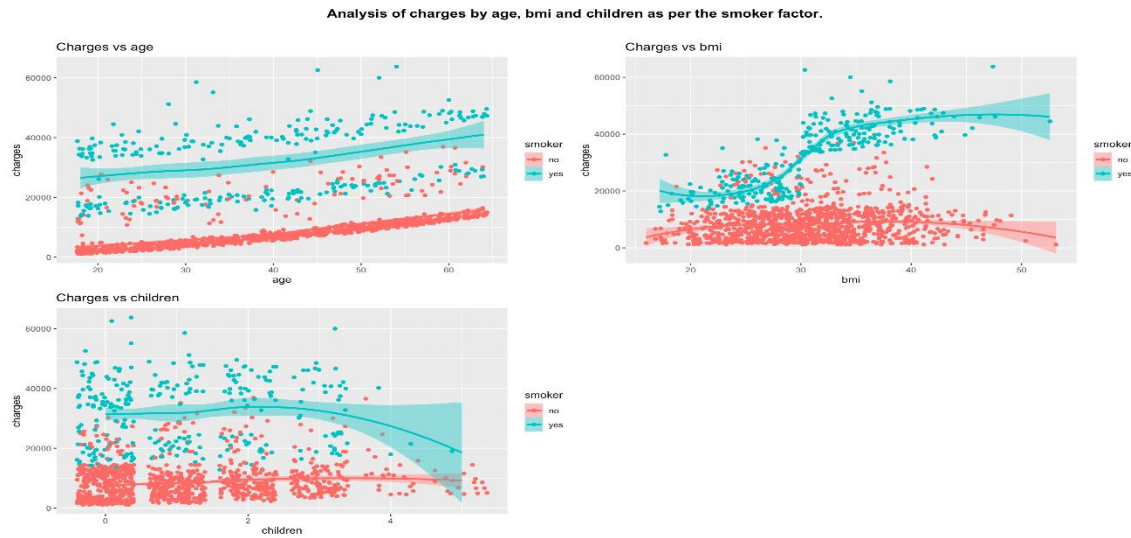 Analysis of charges by age, bmi and children as per the smoker factor.
Charges vs age
60000
40000
20000
0
charges
20
30
40
50
60
age
smoker
no
yes
Charges vs bmi
60000
40000
20000
0
charges
20
30
40
50
bmi
smoker
no
yes
Charges vs children
60000
40000
20000
0
charges
0
2
4
children
smoker
no
yes